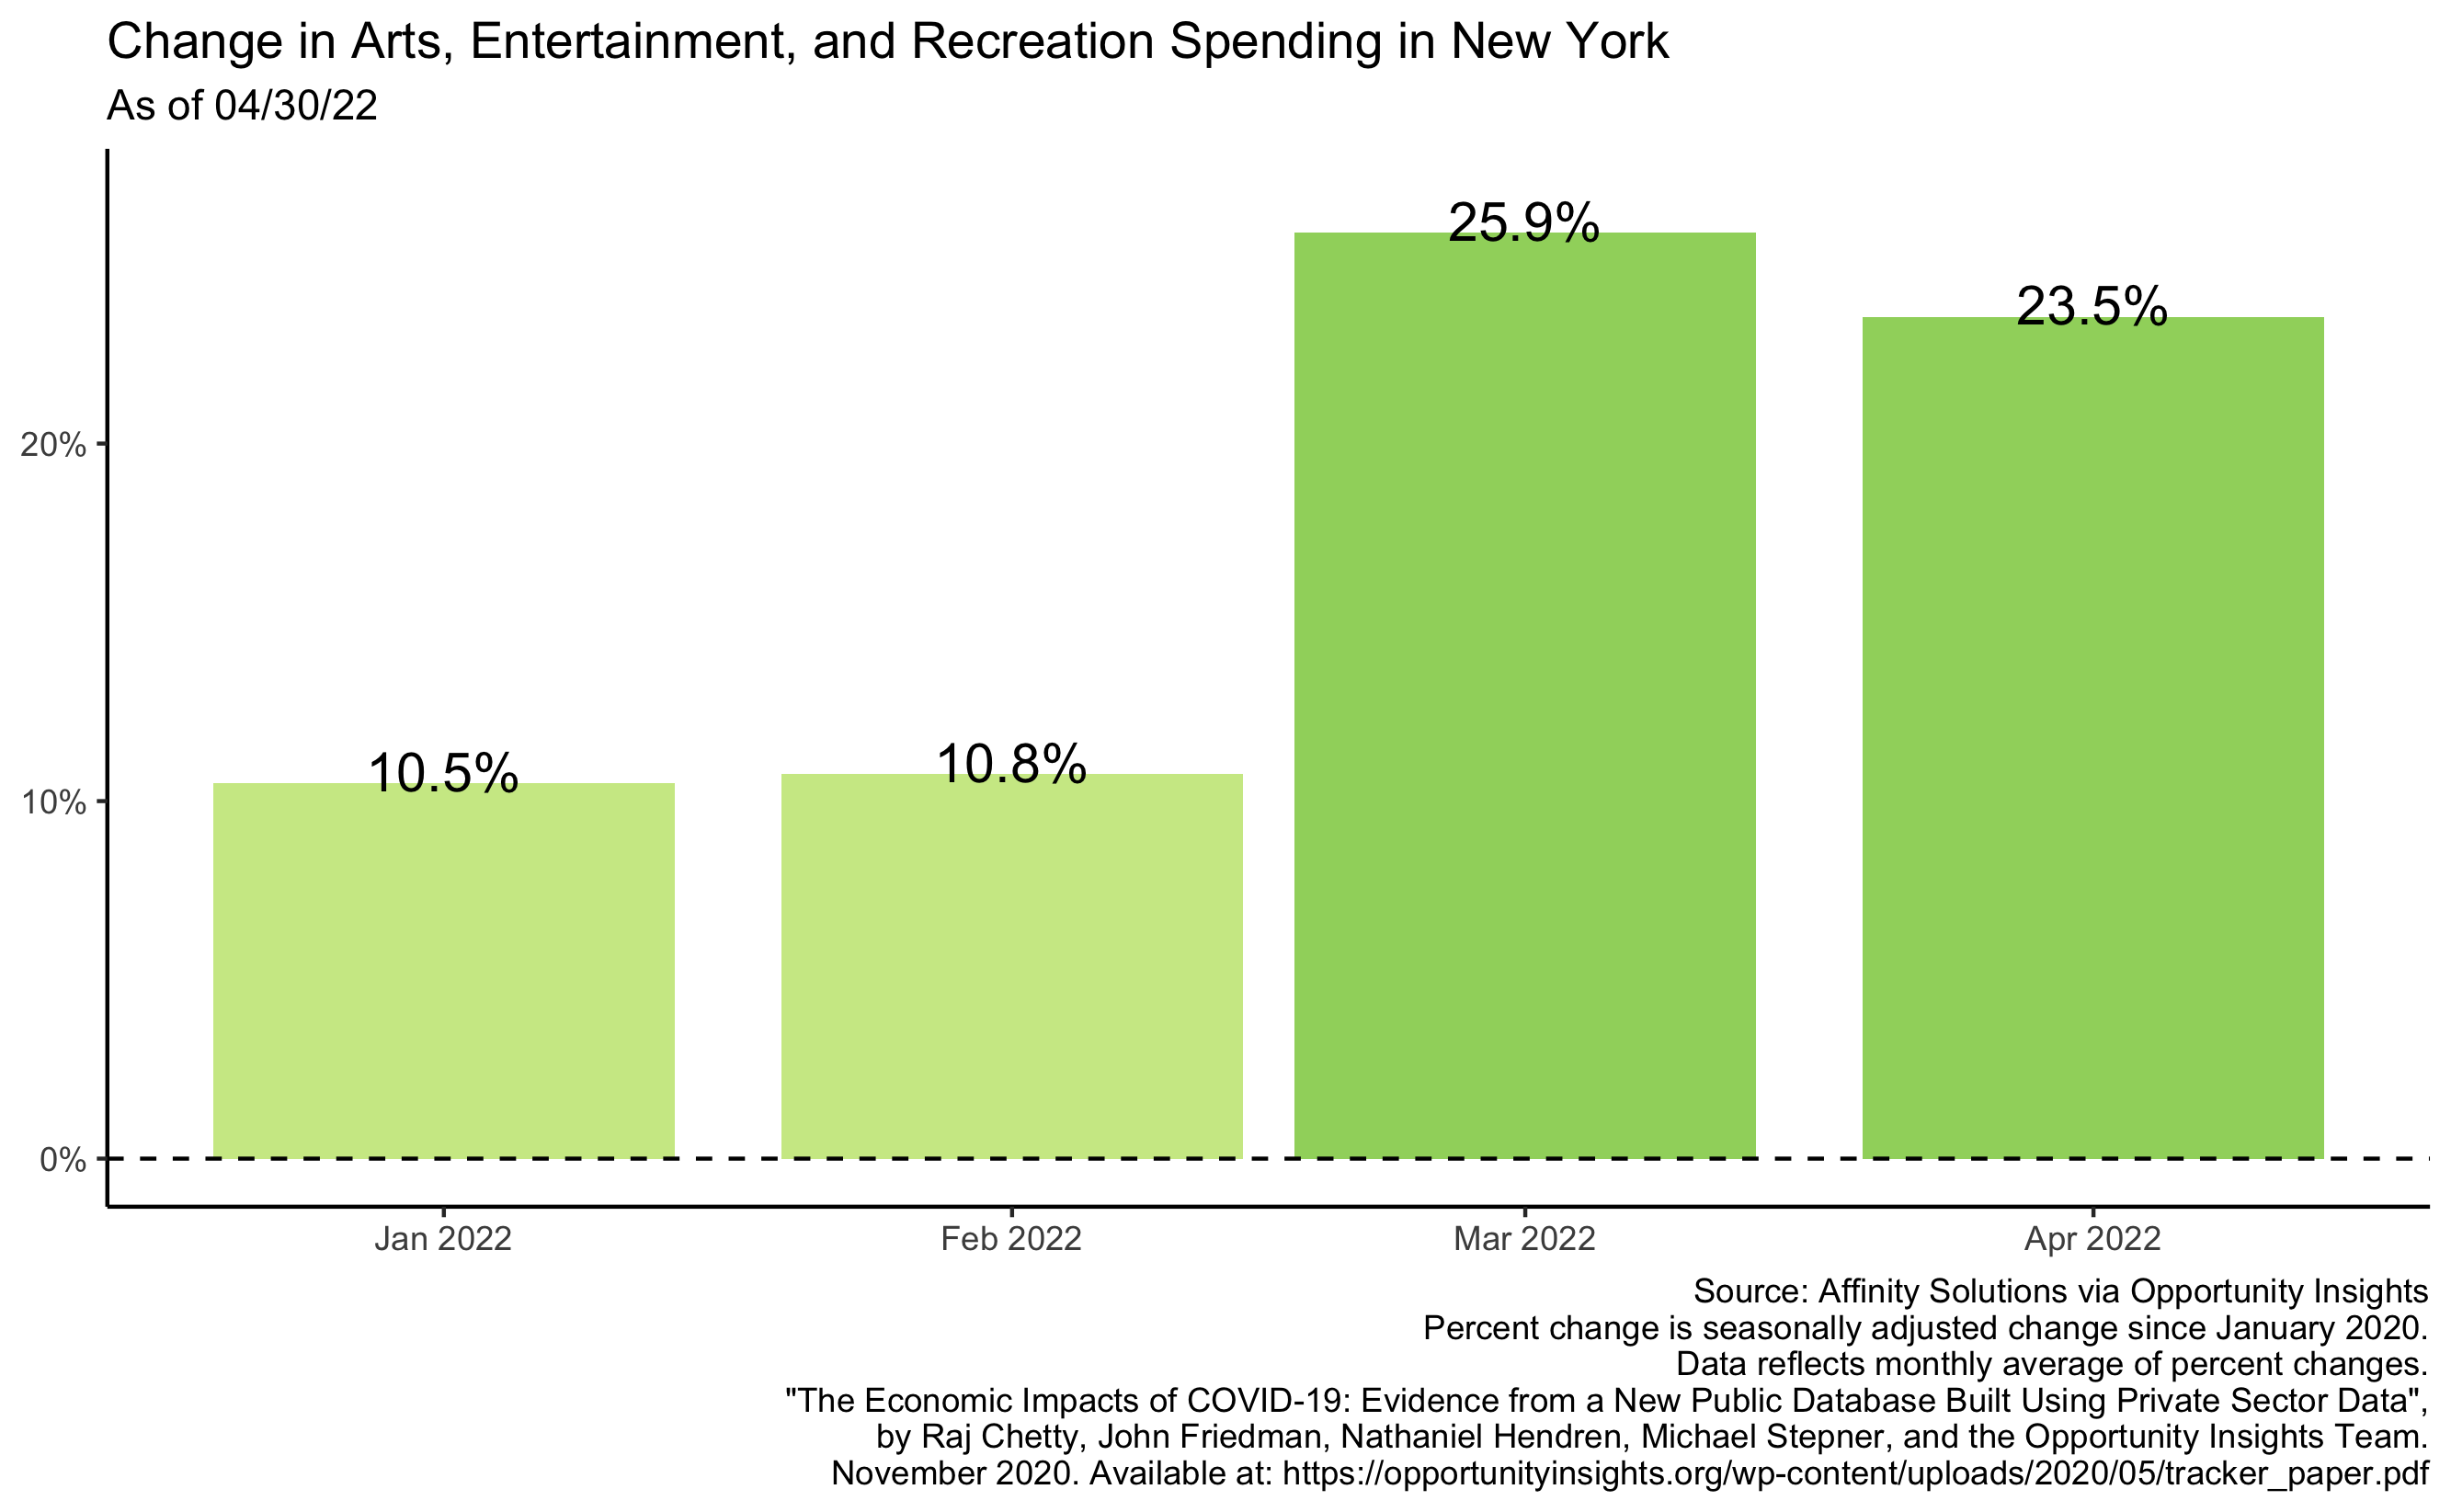 Change in Arts, Entertainment, and Recreation Spending in New York
As of 04/30/22
25.9%
23.5%
20%
10.5%
10.8%
10%
0%
Jan 2022
Feb 2022
Mar 2022
Apr 2022
Source: Affinity Solutions via Opportunity Insights
Percent change is seasonally adjusted change since January 2020.
Data reflects monthly average of percent changes.
"The Economic Impacts of COVID-19: Evidence from a New Public Database Built Using Private Sector Data",
by Raj Chetty, John Friedman, Nathaniel Hendren, Michael Stepner, and the Opportunity Insights Team.
November 2020. Available at: https://opportunityinsights.org/wp-content/uploads/2020/05/tracker_paper.pdf